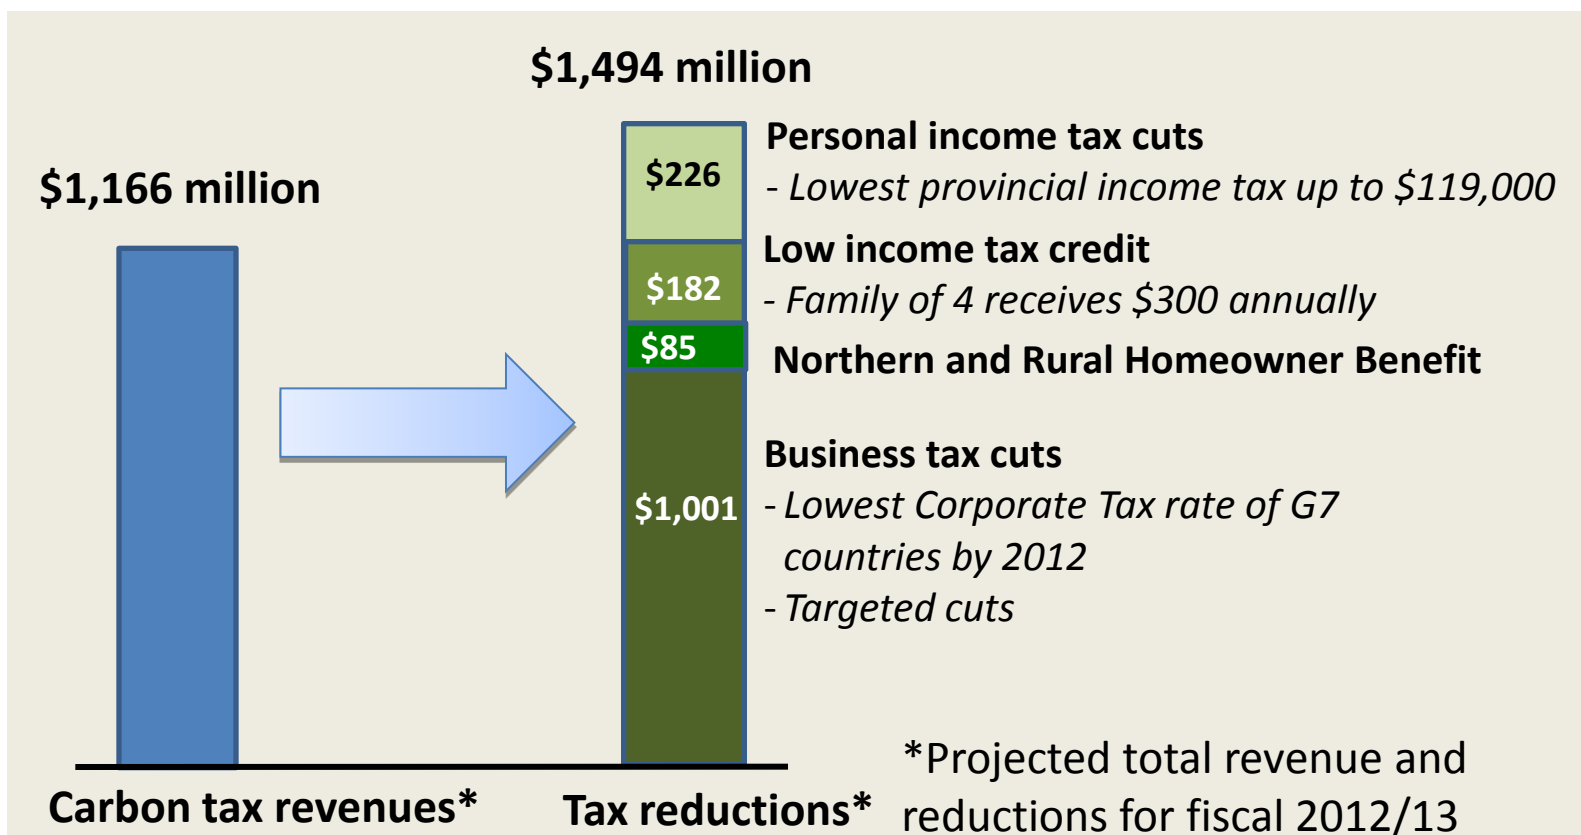 $1,494 million
$1,166 million
$226
Personal income tax cuts
- Lowest provincial income tax up to $119,000
$182
Low income tax credit
- Family of 4 receives $300 annually
$85
Northern and Rural Homeowner Benefit
$1,001
Business tax cuts
- Lowest Corporate Tax rate of G7
countries by 2012
- Targeted cuts
Carbon tax revenues*
Tax reductions*
*Projected total revenue and
reductions for fiscal 2012/13